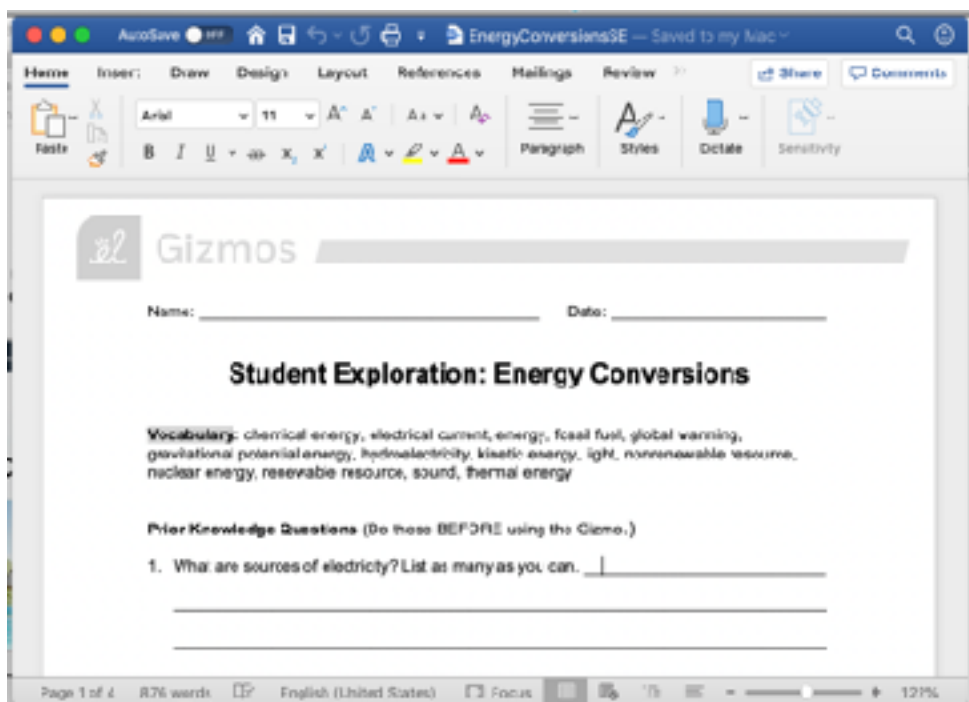 AutoSave OFF EnergyConversionsSE — Saved to my Mac
Home Insert Draw Design Layout References Mailings Review Share Comments
Arial 11
Paste Paragraph Styles Dictate Sensitivity
Gizmos
Name: Date:
Student Exploration: Energy Conversions
Vocabulary: chemical energy, electrical current, energy, fossil fuel, global warming,
gravitational potential energy, hydroelectricity, kinetic energy, light, nonrenewable resource,
nuclear energy, renewable resource, sound, thermal energy
Prior Knowledge Questions (Do these BEFORE using the Gizmo.)
1. What are sources of electricity? List as many as you can.
Page 1 of 4 876 words English (United States) Focus 121%